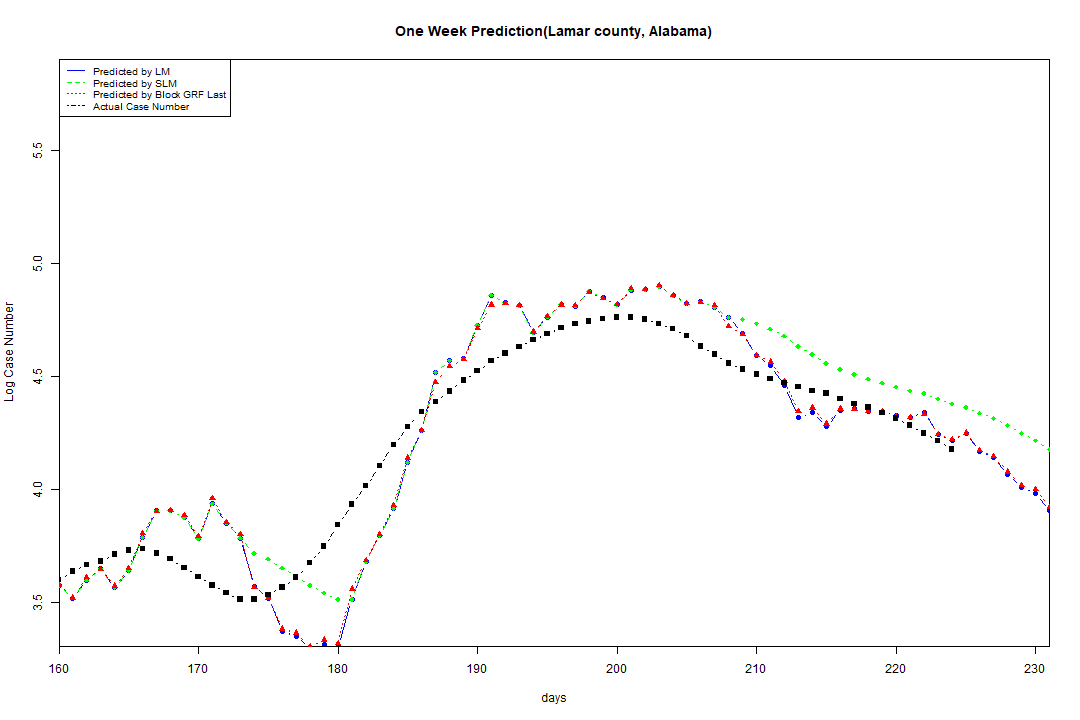 One Week Prediction(Lamar county, Alabama)
Predicted by LM
Predicted by SLM
Predicted by Block GRF Last
Actual Case Number
5.5
5.0
4.5
4.0
3.5
Log Case Number
160 170 180 190 200 210 220 230
days